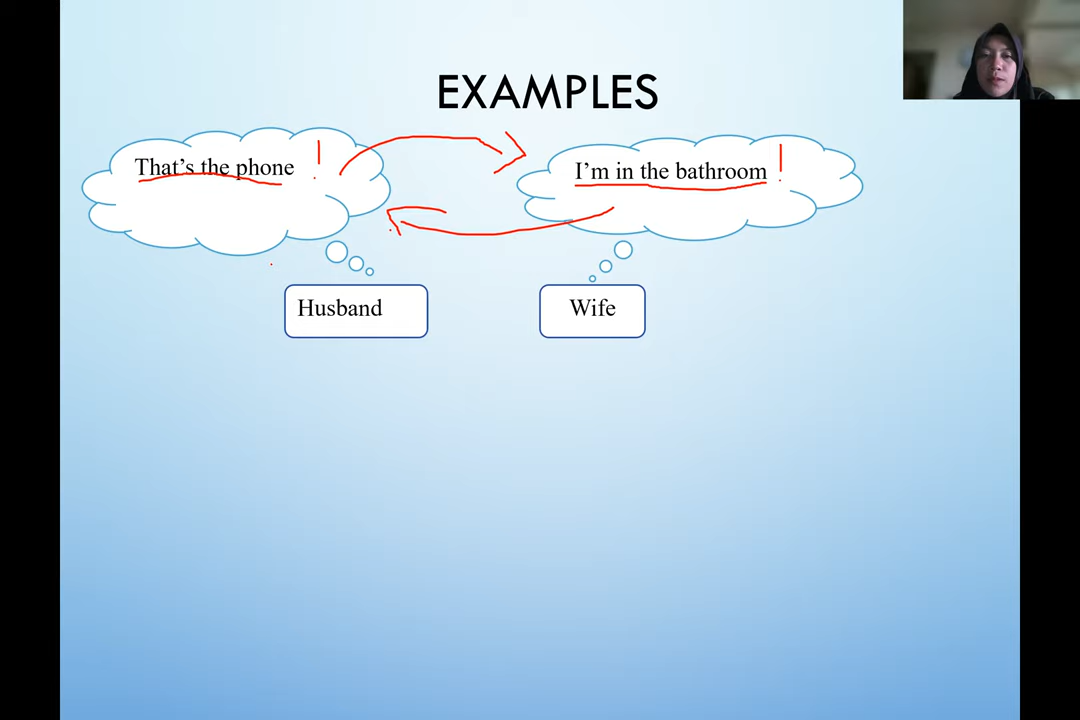 EXAMPLES
That's the phone !
I'm in the bathroom !
Husband
Wife